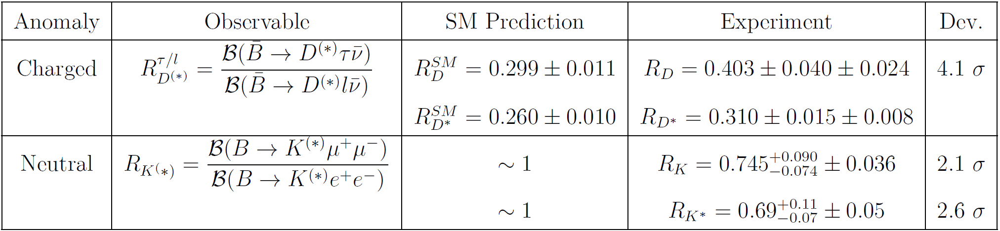 Anomaly Observable SM Prediction Experiment Dev.
Charged $R_{D^{(*)}}^{\tau/l} = \dfrac{\mathcal{B}(\bar{B} \to D^{(*)} \tau \bar{\nu})}{\mathcal{B}(\bar{B} \to D^{(*)} l \bar{\nu})}$ $R_D^{SM} = 0.299 \pm 0.011$ $R_D = 0.403 \pm 0.040 \pm 0.024$ 4.1 $\sigma$
$R_{D^*}^{SM} = 0.260 \pm 0.010$ $R_{D^*} = 0.310 \pm 0.015 \pm 0.008$
Neutral $R_{K^{(*)}} = \dfrac{\mathcal{B}(B \to K^{(*)} \mu^+ \mu^-)}{\mathcal{B}(B \to K^{(*)} e^+ e^-)}$ $\sim 1$ $R_K = 0.745^{+0.090}_{-0.074} \pm 0.036$ 2.1 $\sigma$
$\sim 1$ $R_{K^*} = 0.69^{+0.11}_{-0.07} \pm 0.05$ 2.6 $\sigma$